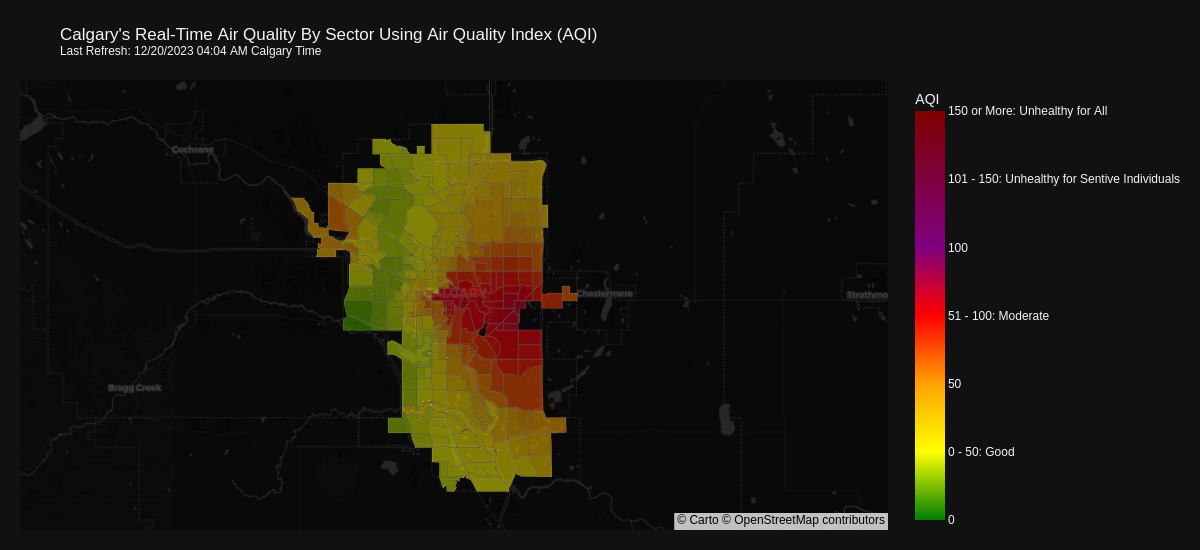 Calgary's Real-Time Air Quality By Sector Using Air Quality Index (AQI)
Last Refresh: 12/20/2023 04:04 AM Calgary Time
AQI
150 or More: Unhealthy for All
Cochrane
101 - 150: Unhealthy for Sentive Individuals
100
CALGARY
Chestermere
Strathmo
51 - 100: Moderate
Bragg Creek
50
0 - 50: Good
© Carto © OpenStreetMap contributors
0